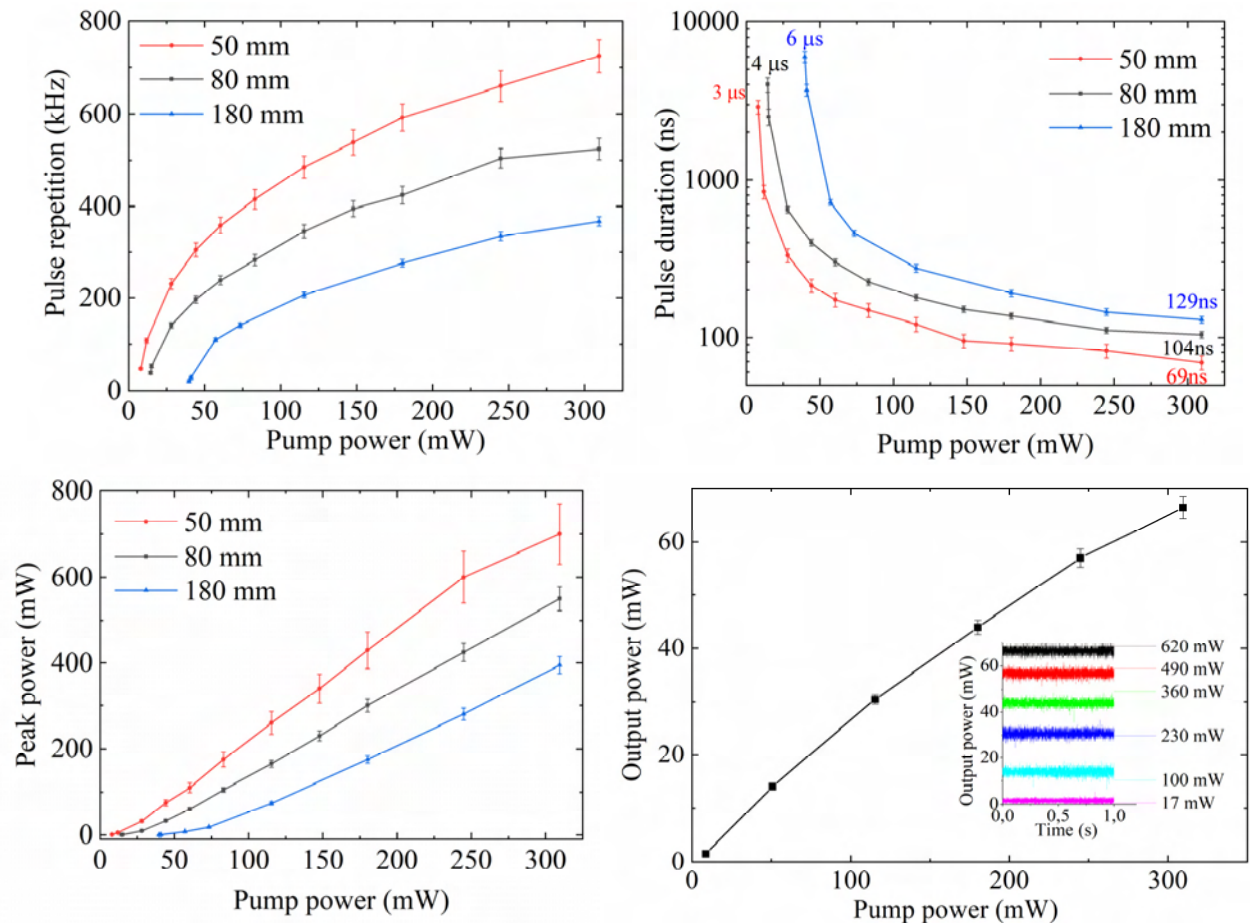 800
600
400
200
0
Pulse repetition (kHz)
50 mm
80 mm
180 mm
0 50 100 150 200 250 300
Pump power (mW)
10000
1000
100
Pulse duration (ns)
3 μs
4 μs
6 μs
50 mm
80 mm
180 mm
129ns
104ns
69ns
0 50 100 150 200 250 300
Pump power (mW)
800
600
400
200
0
Peak power (mW)
50 mm
80 mm
180 mm
0 50 100 150 200 250 300
Pump power (mW)
60
40
20
0
Output power (mW)
60
40
20
0
Output power (mW)
620 mW
490 mW
360 mW
230 mW
100 mW
17 mW
0,0 0,5 1,0
Time (s)
0 100 200 300
Pump power (mW)